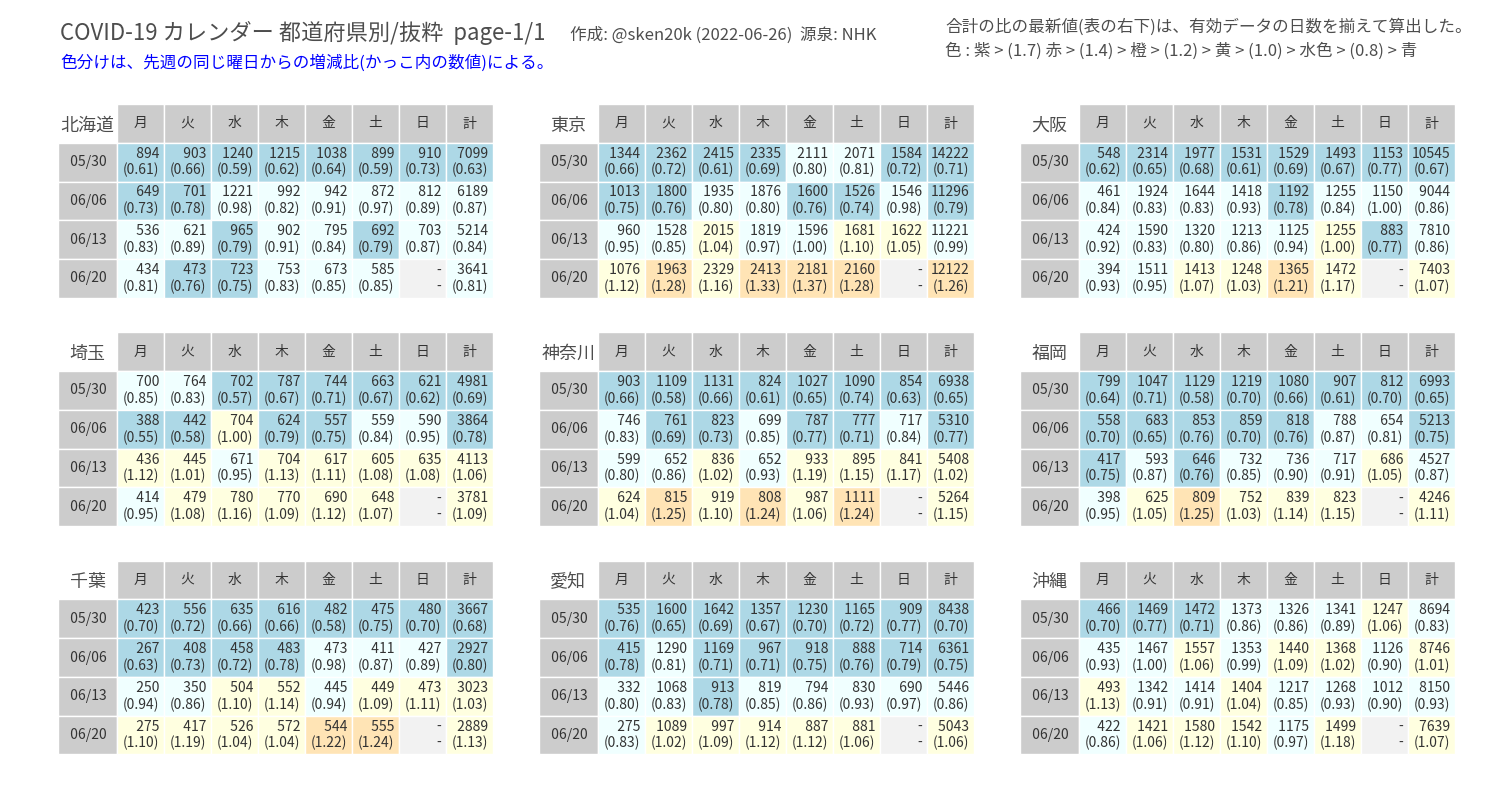 COVID-19 カレンダー 都道府県別/抜粋 page-1/1
作成: @sken20k (2022-06-26) 源泉: NHK
合計の比の最新値(表の右下)は、有効データの日数を揃えて算出した。
色分けは、先週の同じ曜日からの増減比(かっこ内の数値)による。
色 : 紫 > (1.7) 赤 > (1.4) > 橙 > (1.2) > 黄 > (1.0) > 水色 > (0.8) > 青
北海道 月 火 水 木 金 土 日 計
05/30 894 903 1240 1215 1038 899 910 7099
(0.61) (0.66) (0.59) (0.62) (0.64) (0.59) (0.73) (0.63)
06/06 649 701 1221 992 942 872 812 6189
(0.73) (0.78) (0.98) (0.82) (0.91) (0.97) (0.89) (0.87)
06/13 536 621 965 902 795 692 703 5214
(0.83) (0.89) (0.79) (0.91) (0.84) (0.79) (0.87) (0.84)
06/20 434 473 723 753 673 585 - 3641
(0.81) (0.76) (0.75) (0.83) (0.85) (0.85) - (0.81)
東京 月 火 水 木 金 土 日 計
05/30 1344 2362 2415 2335 2111 2071 1584 14222
(0.66) (0.72) (0.61) (0.69) (0.80) (0.81) (0.72) (0.71)
06/06 1013 1800 1935 1876 1600 1526 1546 11296
(0.75) (0.76) (0.80) (0.80) (0.76) (0.74) (0.98) (0.79)
06/13 960 1528 2015 1819 1596 1681 1622 11221
(0.95) (0.85) (1.04) (0.97) (1.00) (1.10) (1.05) (0.99)
06/20 1076 1963 2329 2413 2181 2160 - 12122
(1.12) (1.28) (1.16) (1.33) (1.37) (1.28) - (1.26)
大阪 月 火 水 木 金 土 日 計
05/30 548 2314 1977 1531 1529 1493 1153 10545
(0.62) (0.65) (0.68) (0.61) (0.69) (0.67) (0.77) (0.67)
06/06 461 1924 1644 1418 1192 1255 1150 9044
(0.84) (0.83) (0.83) (0.93) (0.78) (0.84) (1.00) (0.86)
06/13 424 1590 1320 1213 1125 1255 883 7810
(0.92) (0.83) (0.80) (0.86) (0.94) (1.00) (0.77) (0.86)
06/20 394 1511 1413 1248 1365 1472 - 7403
(0.93) (0.95) (1.07) (1.03) (1.21) (1.17) - (1.07)
埼玉 月 火 水 木 金 土 日 計
05/30 700 764 702 787 744 663 621 4981
(0.85) (0.83) (0.57) (0.67) (0.71) (0.67) (0.62) (0.69)
06/06 388 442 704 624 557 559 590 3864
(0.55) (0.58) (1.00) (0.79) (0.75) (0.84) (0.95) (0.78)
06/13 436 445 671 704 617 605 635 4113
(1.12) (1.01) (0.95) (1.13) (1.11) (1.08) (1.08) (1.06)
06/20 414 479 780 770 690 648 - 3781
(0.95) (1.08) (1.16) (1.09) (1.12) (1.07) - (1.09)
神奈川 月 火 水 木 金 土 日 計
05/30 903 1109 1131 824 1027 1090 854 6938
(0.66) (0.58) (0.66) (0.61) (0.65) (0.74) (0.63) (0.65)
06/06 746 761 823 699 787 777 717 5310
(0.83) (0.69) (0.73) (0.85) (0.77) (0.71) (0.84) (0.77)
06/13 599 652 836 652 933 895 841 5408
(0.80) (0.86) (1.02) (0.93) (1.19) (1.15) (1.17) (1.02)
06/20 624 815 919 808 987 1111 - 5264
(1.04) (1.25) (1.10) (1.24) (1.06) (1.24) - (1.15)
福岡 月 火 水 木 金 土 日 計
05/30 799 1047 1129 1219 1080 907 812 6993
(0.64) (0.71) (0.58) (0.70) (0.66) (0.61) (0.70) (0.65)
06/06 558 683 853 859 818 788 654 5213
(0.70) (0.65) (0.76) (0.70) (0.76) (0.87) (0.81) (0.75)
06/13 417 593 646 732 736 717 686 4527
(0.75) (0.87) (0.76) (0.85) (0.90) (0.91) (1.05) (0.87)
06/20 398 625 809 752 839 823 - 4246
(0.95) (1.05) (1.25) (1.03) (1.14) (1.15) - (1.11)
千葉 月 火 水 木 金 土 日 計
05/30 423 556 635 616 482 475 480 3667
(0.70) (0.72) (0.66) (0.66) (0.58) (0.75) (0.70) (0.68)
06/06 267 408 458 483 473 411 427 2927
(0.63) (0.73) (0.72) (0.78) (0.98) (0.87) (0.89) (0.80)
06/13 250 350 504 552 445 449 473 3023
(0.94) (0.86) (1.10) (1.14) (0.94) (1.09) (1.11) (1.03)
06/20 275 417 526 572 544 555 - 2889
(1.10) (1.19) (1.04) (1.04) (1.22) (1.24) - (1.13)
愛知 月 火 水 木 金 土 日 計
05/30 535 1600 1642 1357 1230 1165 909 8438
(0.76) (0.65) (0.69) (0.67) (0.70) (0.72) (0.77) (0.70)
06/06 415 1290 1169 967 918 888 714 6361
(0.78) (0.81) (0.71) (0.71) (0.75) (0.76) (0.79) (0.75)
06/13 332 1068 913 819 794 830 690 5446
(0.80) (0.83) (0.78) (0.85) (0.86) (0.93) (0.97) (0.86)
06/20 275 1089 997 914 887 881 - 5043
(0.83) (1.02) (1.09) (1.12) (1.12) (1.06) - (1.06)
沖縄 月 火 水 木 金 土 日 計
05/30 466 1469 1472 1373 1326 1341 1247 8694
(0.70) (0.77) (0.71) (0.86) (0.86) (0.89) (1.06) (0.83)
06/06 435 1467 1557 1353 1440 1368 1126 8746
(0.93) (1.00) (1.06) (0.99) (1.09) (1.02) (0.90) (1.01)
06/13 493 1342 1414 1404 1217 1268 1012 8150
(1.13) (0.91) (0.91) (1.04) (0.85) (0.93) (0.90) (0.93)
06/20 422 1421 1580 1542 1175 1499 - 7639
(0.86) (1.06) (1.12) (1.10) (0.97) (1.18) - (1.07)